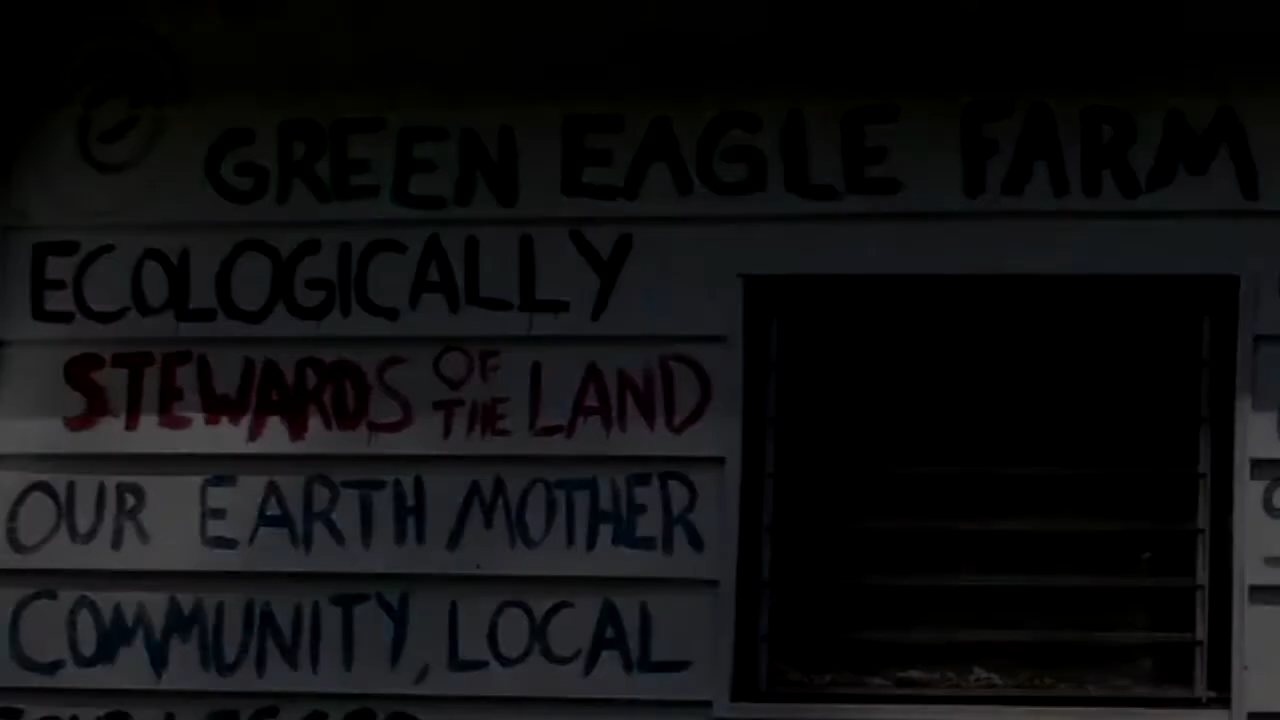 GREEN EAGLE FARM
ECOLOGICALLY
STEWARDS OF THE LAND
OUR EARTH MOTHER
COMMUNITY, LOCAL